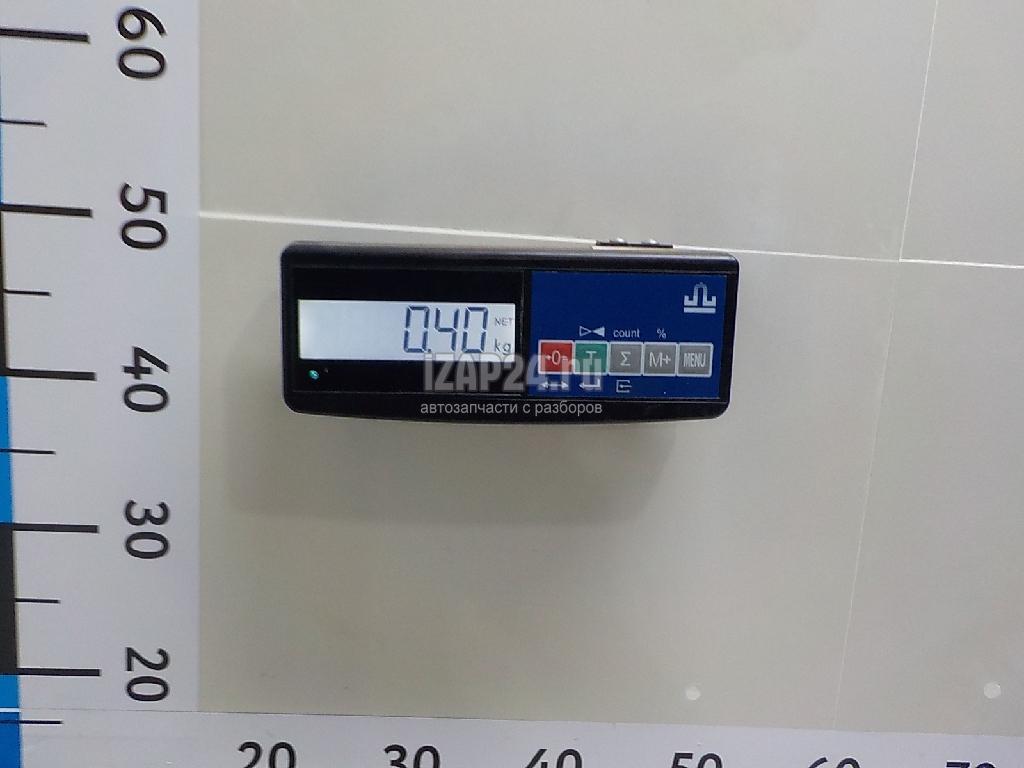 60
50
40
30
20
0.40 NET kg
count %
→0← T Σ M+ MENU
iZAP24.ru
автозапчасти с разборов
20 30 40 50 60 70